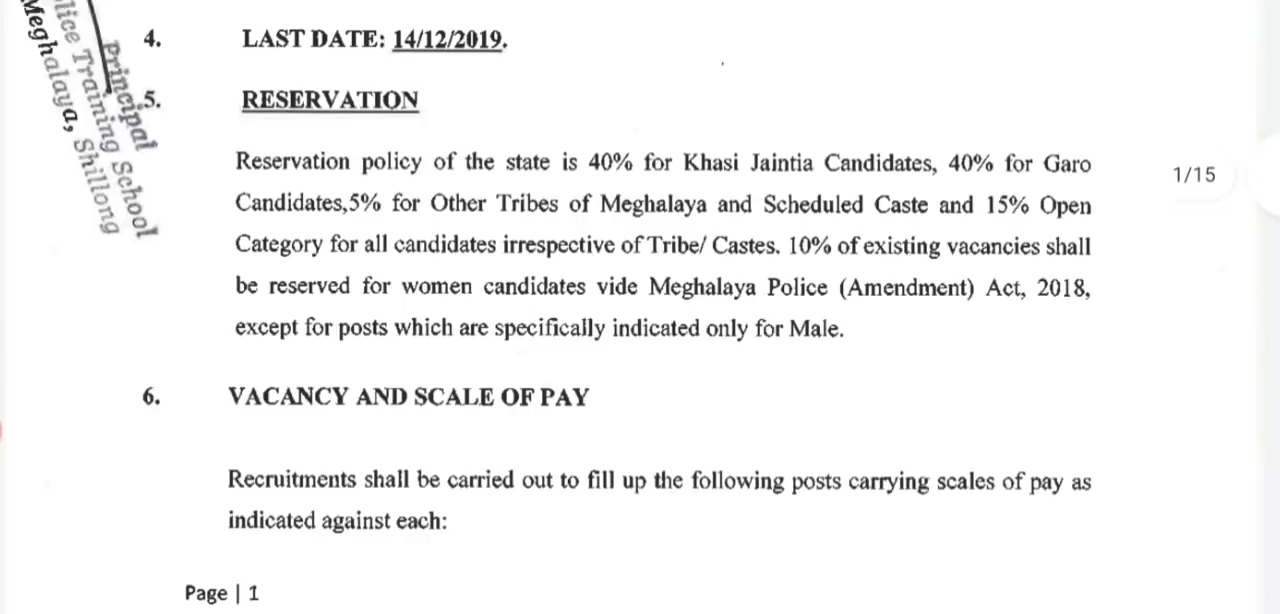 4. LAST DATE: 14/12/2019.
5. RESERVATION
Reservation policy of the state is 40% for Khasi Jaintia Candidates, 40% for Garo
Candidates,5% for Other Tribes of Meghalaya and Scheduled Caste and 15% Open
Category for all candidates irrespective of Tribe/ Castes. 10% of existing vacancies shall
be reserved for women candidates vide Meghalaya Police (Amendment) Act, 2018,
except for posts which are specifically indicated only for Male.
6. VACANCY AND SCALE OF PAY
Recruitments shall be carried out to fill up the following posts carrying scales of pay as
indicated against each:
Page | 1
1/15
Principal
lice Training School
Meghalaya, Shillong